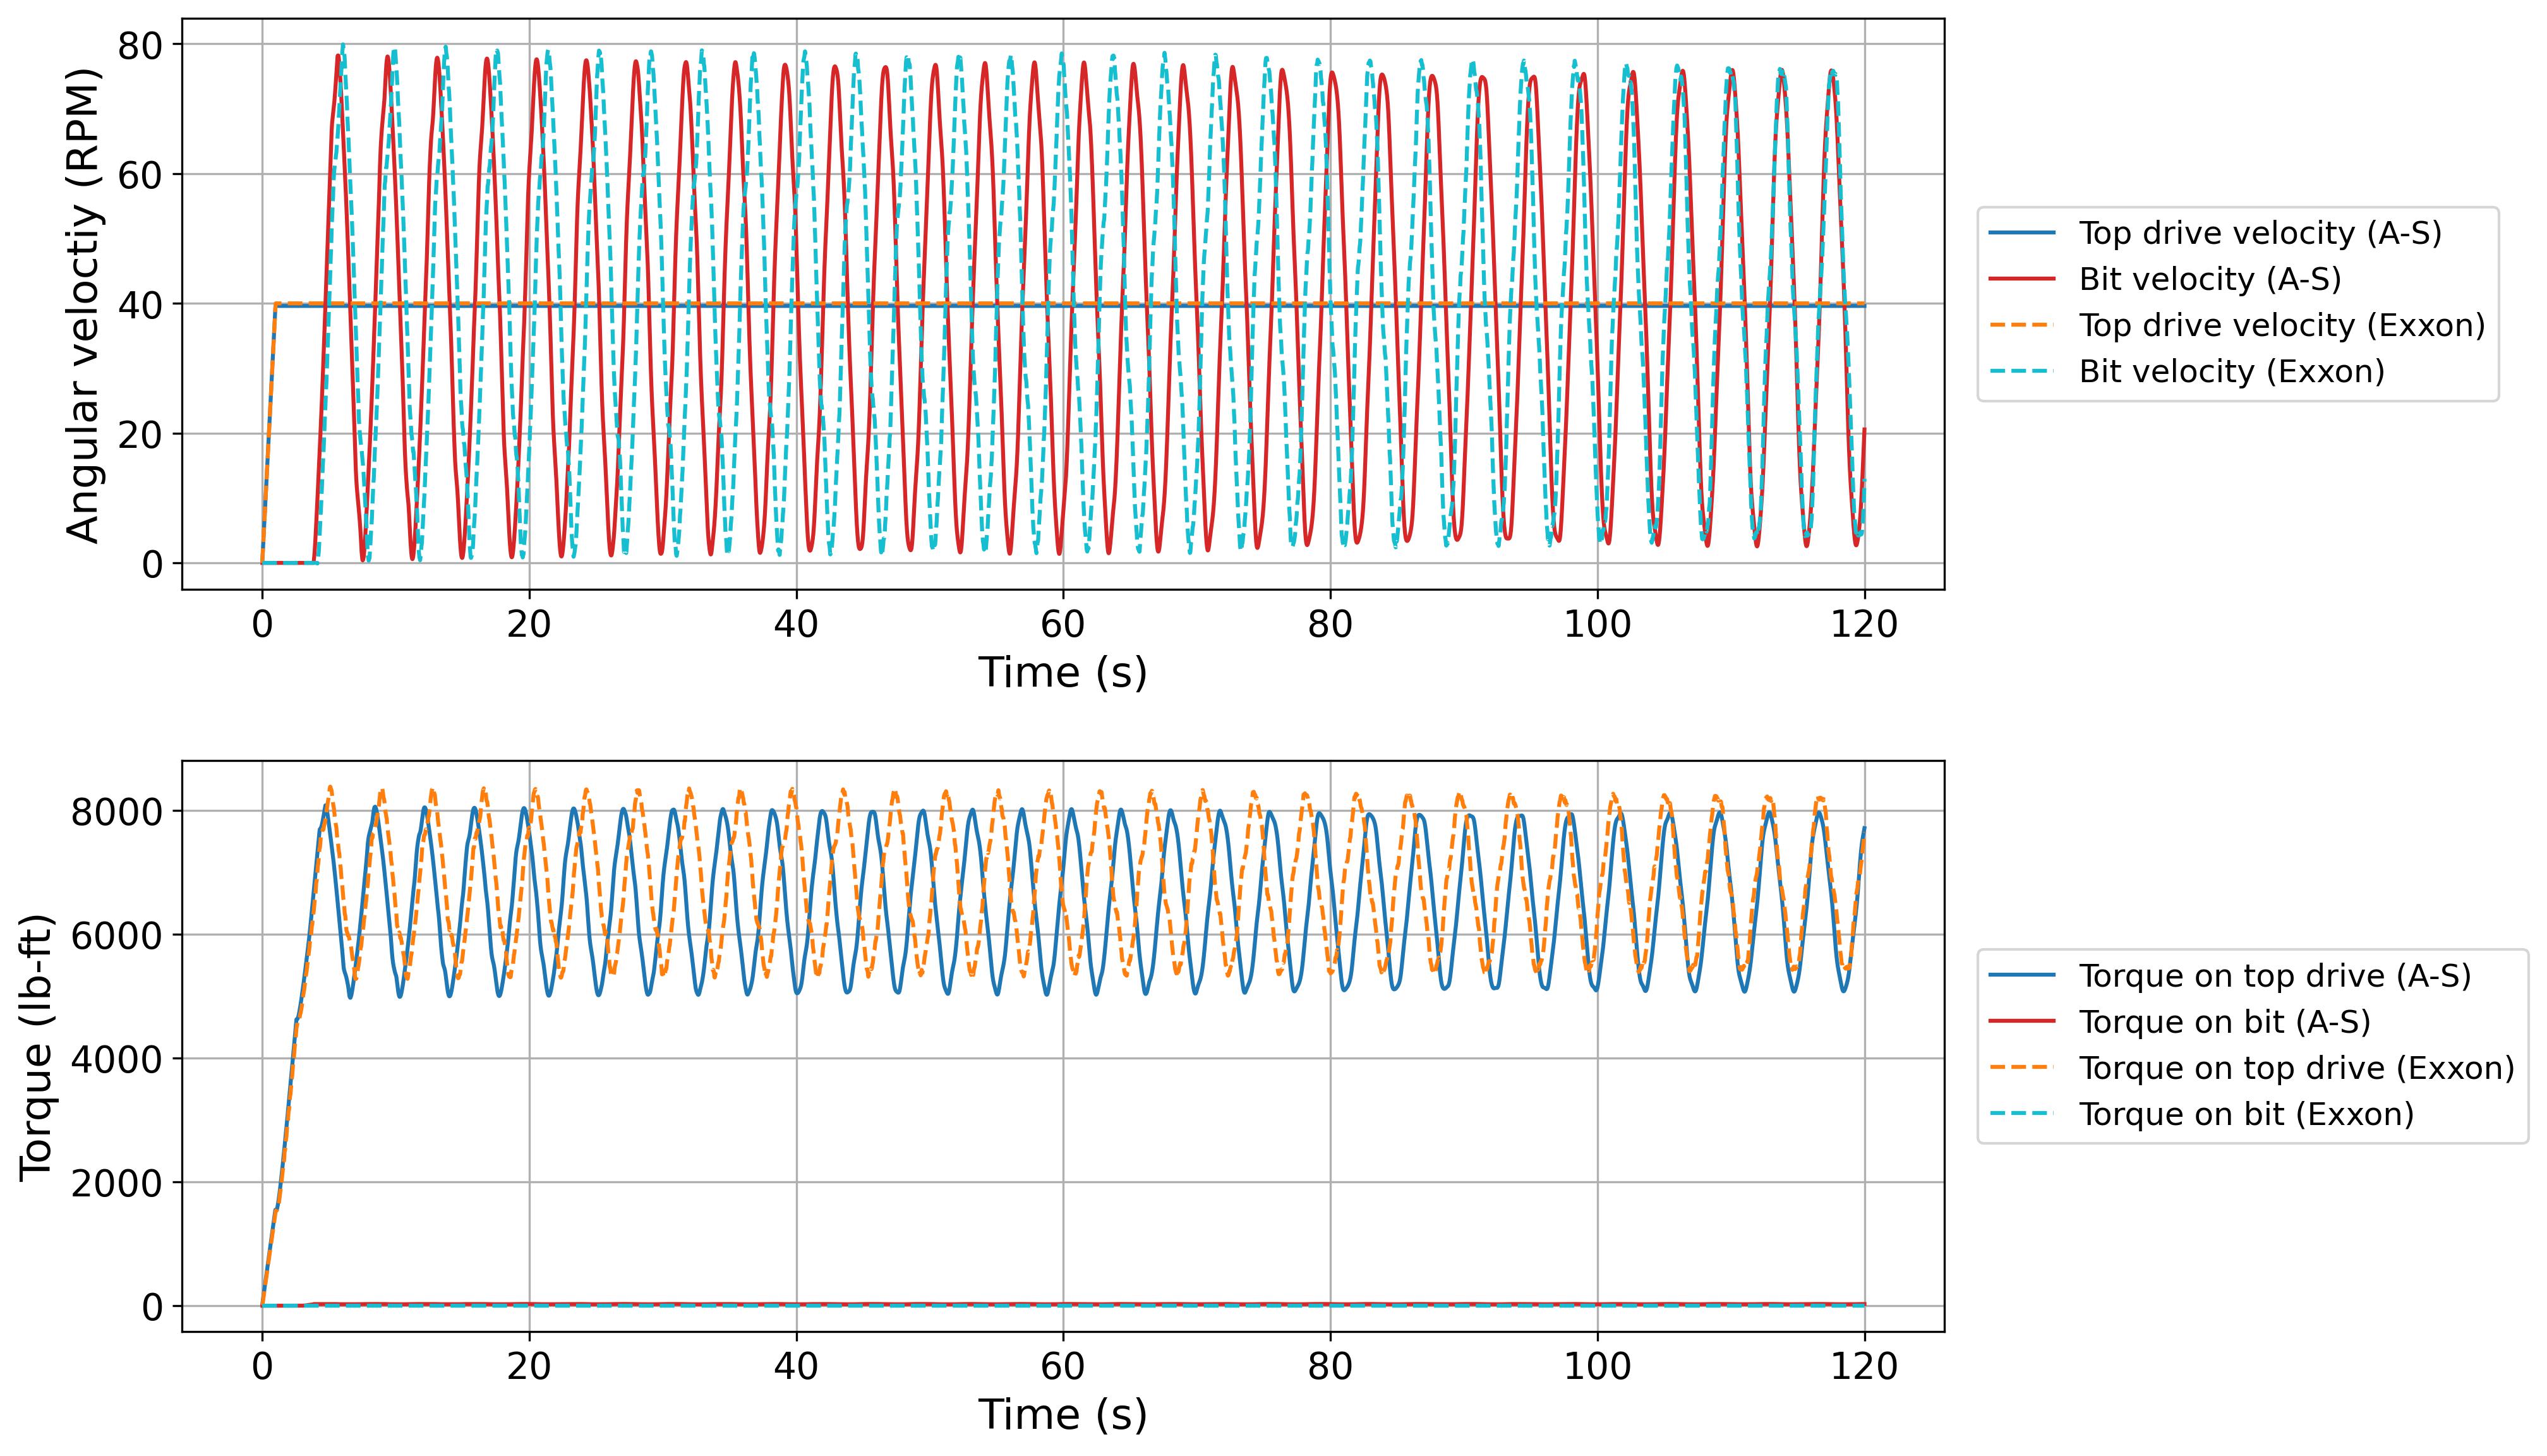 80
60
40
20
0
Angular veloctiy (RPM)
0 20 40 60 80 100 120
Time (s)
Top drive velocity (A-S)
Bit velocity (A-S)
Top drive velocity (Exxon)
Bit velocity (Exxon)
8000
6000
4000
2000
0
Torque (lb-ft)
0 20 40 60 80 100 120
Time (s)
Torque on top drive (A-S)
Torque on bit (A-S)
Torque on top drive (Exxon)
Torque on bit (Exxon)